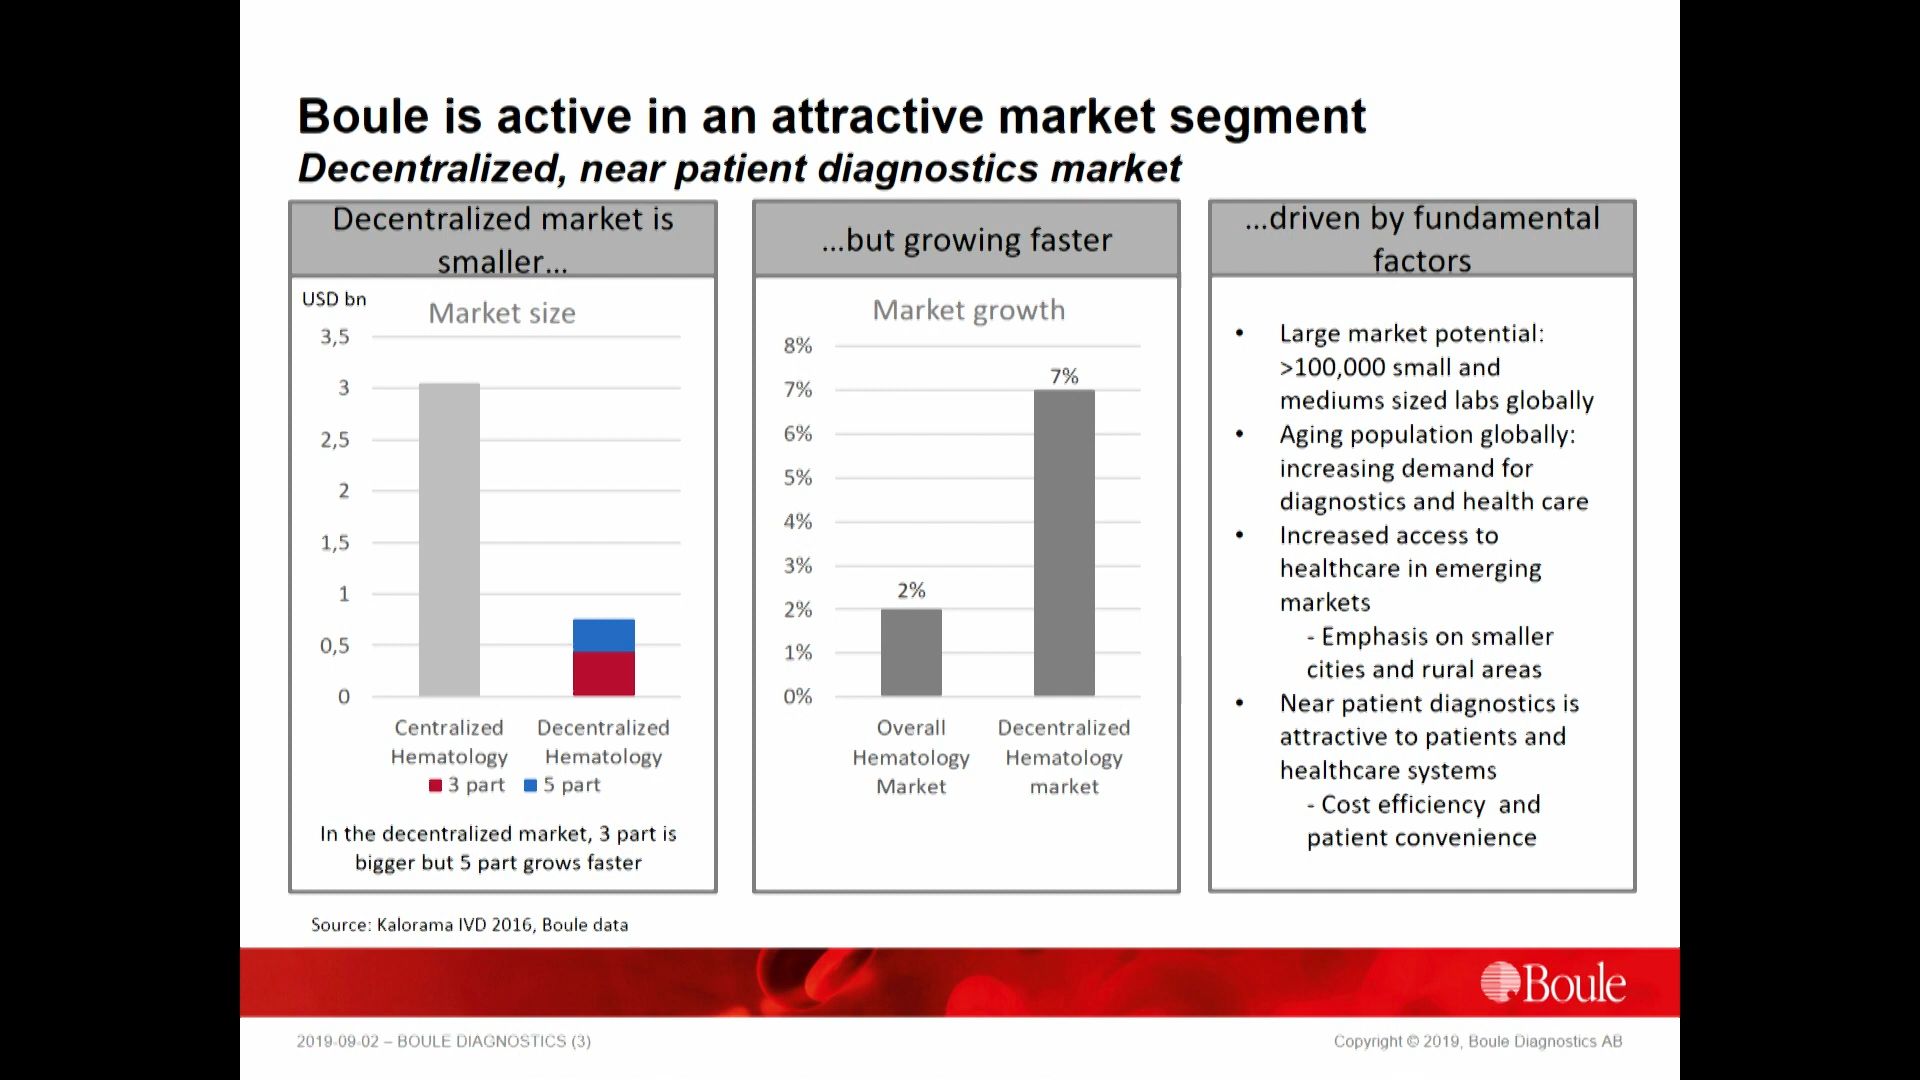 Boule is active in an attractive market segment
Decentralized, near patient diagnostics market
Decentralized market is
smaller...
USD bn
Market size
3,5
3
2,5
2
1,5
1
0,5
0
Centralized
Hematology
Decentralized
Hematology
3 part
5 part
In the decentralized market, 3 part is
bigger but 5 part grows faster
...but growing faster
Market growth
8%
7%
6%
5%
4%
3%
2%
1%
0%
2%
7%
Overall
Hematology
Market
Decentralized
Hematology
market
...driven by fundamental
factors
• Large market potential:
>100,000 small and
mediums sized labs globally
• Aging population globally:
increasing demand for
diagnostics and health care
• Increased access to
healthcare in emerging
markets
- Emphasis on smaller
cities and rural areas
• Near patient diagnostics is
attractive to patients and
healthcare systems
- Cost efficiency and
patient convenience
Source: Kalorama IVD 2016, Boule data
Boule
2019-09-02 – BOULE DIAGNOSTICS (3)
Copyright © 2019, Boule Diagnostics AB